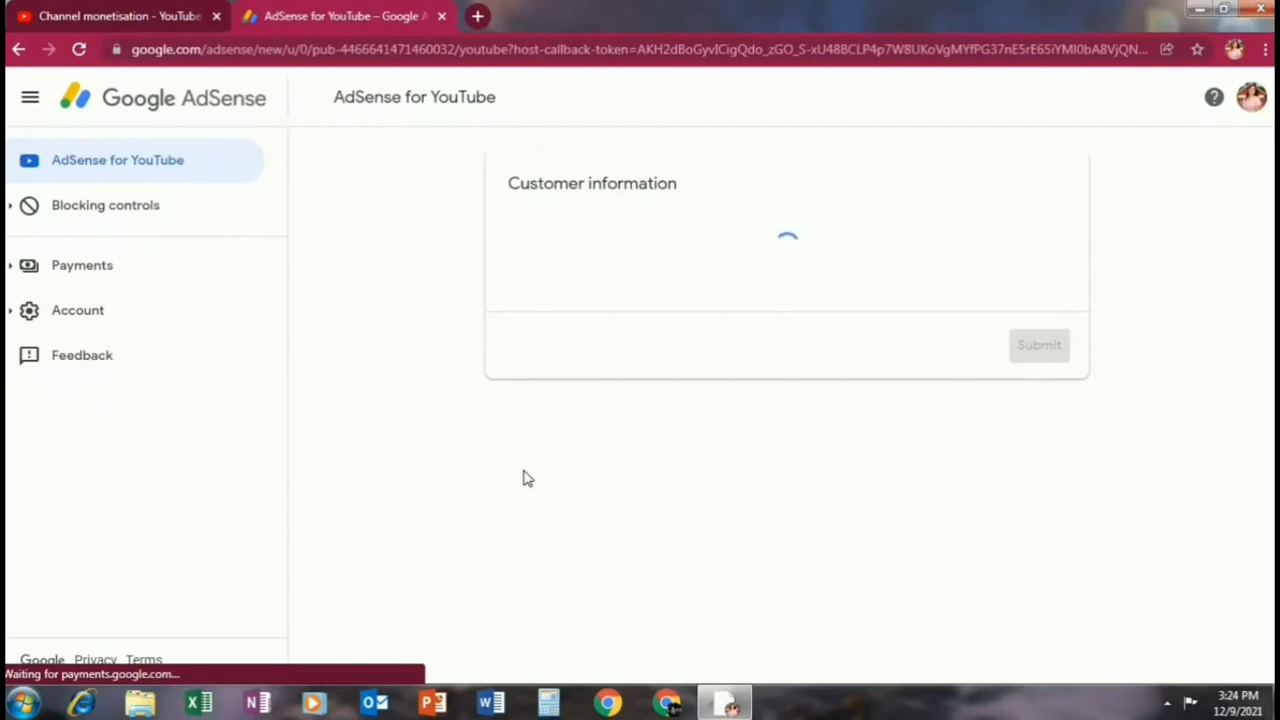 Channel monetisation - YouTube
AdSense for YouTube – Google A
google.com/adsense/new/u/0/pub-4466641471460032/youtube?host-callback-token=AKH2dBoGyvICigQdo_zGO_S-xU48BCLP4p7W8UKoVgMYfPG37nE5rE65iYMI0bA8VjQN...
Google AdSense
AdSense for YouTube
AdSense for YouTube
Blocking controls
Payments
Account
Feedback
Customer information
Submit
Google Privacy Terms
Waiting for payments.google.com...
3:24 PM
12/9/2021